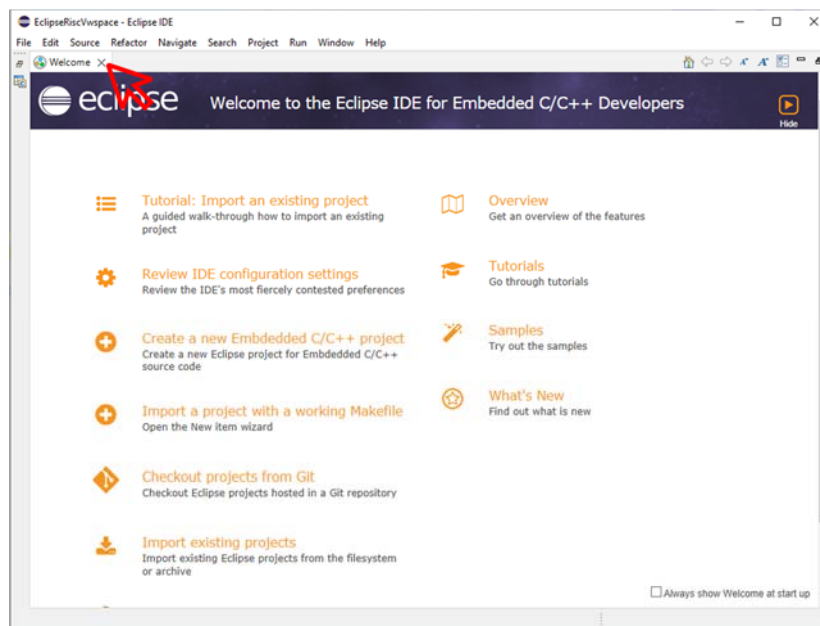 EclipseRiscVwspace - Eclipse IDE
File Edit Source Refactor Navigate Search Project Run Window Help
Welcome
eclipse
Welcome to the Eclipse IDE for Embedded C/C++ Developers
Hide
Tutorial: Import an existing project
A guided walk-through how to import an existing
project
Review IDE configuration settings
Review the IDE's most fiercely contested preferences
Create a new Embdedded C/C++ project
Create a new Eclipse project for Embdedded C/C++
source code
Import a project with a working Makefile
Open the New item wizard
Checkout projects from Git
Checkout Eclipse projects hosted in a Git repository
Import existing projects
Import existing Eclipse projects from the filesystem
or archive
Overview
Get an overview of the features
Tutorials
Go through tutorials
Samples
Try out the samples
What's New
Find out what is new
Always show Welcome at start up